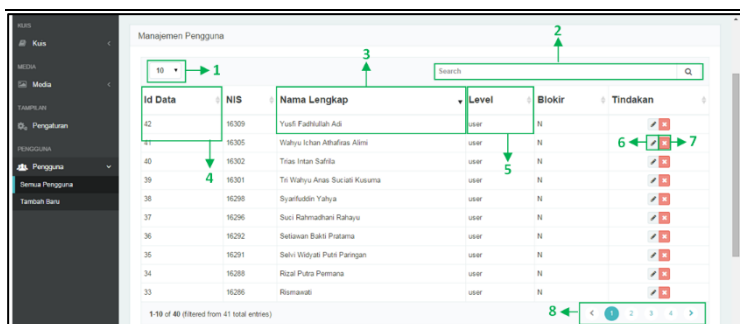 KUIS
Kuis
MEDIA
Media
TAMPILAN
Pengaturan
PENGGUNA
Pengguna
Semua Pengguna
Tambah Baru
Manajemen Pengguna
2
3
10
1
Search
Id Data NIS Nama Lengkap Level Blokir Tindakan
42 16309 Yusfi Fadhlullah Adi user N
41 16305 Wahyu Ichan Athafiras Alimi user N 6 7
40 16302 Trias Intan Safrila user N
4 5
39 16301 Tri Wahyu Anas Suciati Kusuma user N
38 16298 Syarifuddin Yahya user N
37 16296 Suci Rahmadhani Rahayu user N
36 16292 Setiawan Bakti Pratama user N
35 16291 Selvi Widyati Putri Paringan user N
34 16288 Rizal Putra Permana user N
33 16286 Rismawati user N
1-10 of 40 (filtered from 41 total entries) 8 < 1 2 3 4 >